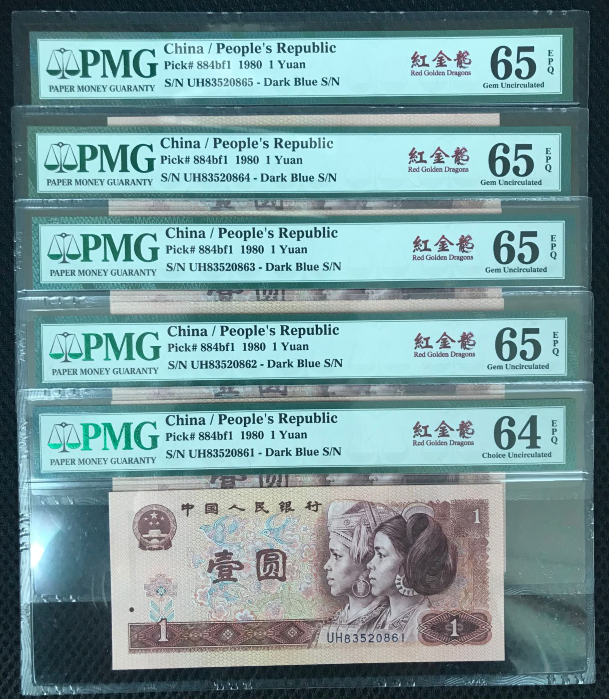 PMG
PAPER MONEY GUARANTY
China / People's Republic
Pick# 884bf1 1980 1 Yuan
S/N UH83520865 - Dark Blue S/N
紅金龍
Red Golden Dragons
65 EPQ
Gem Uncirculated
PMG
PAPER MONEY GUARANTY
China / People's Republic
Pick# 884bf1 1980 1 Yuan
S/N UH83520864 - Dark Blue S/N
紅金龍
Red Golden Dragons
65 EPQ
Gem Uncirculated
PMG
PAPER MONEY GUARANTY
China / People's Republic
Pick# 884bf1 1980 1 Yuan
S/N UH83520863 - Dark Blue S/N
紅金龍
Red Golden Dragons
65 EPQ
Gem Uncirculated
PMG
PAPER MONEY GUARANTY
China / People's Republic
Pick# 884bf1 1980 1 Yuan
S/N UH83520862 - Dark Blue S/N
紅金龍
Red Golden Dragons
65 EPQ
Gem Uncirculated
PMG
PAPER MONEY GUARANTY
China / People's Republic
Pick# 884bf1 1980 1 Yuan
S/N UH83520861 - Dark Blue S/N
紅金龍
Red Golden Dragons
64 EPQ
Choice Uncirculated
中国人民银行
1
壹圆
1
UH83520861
1